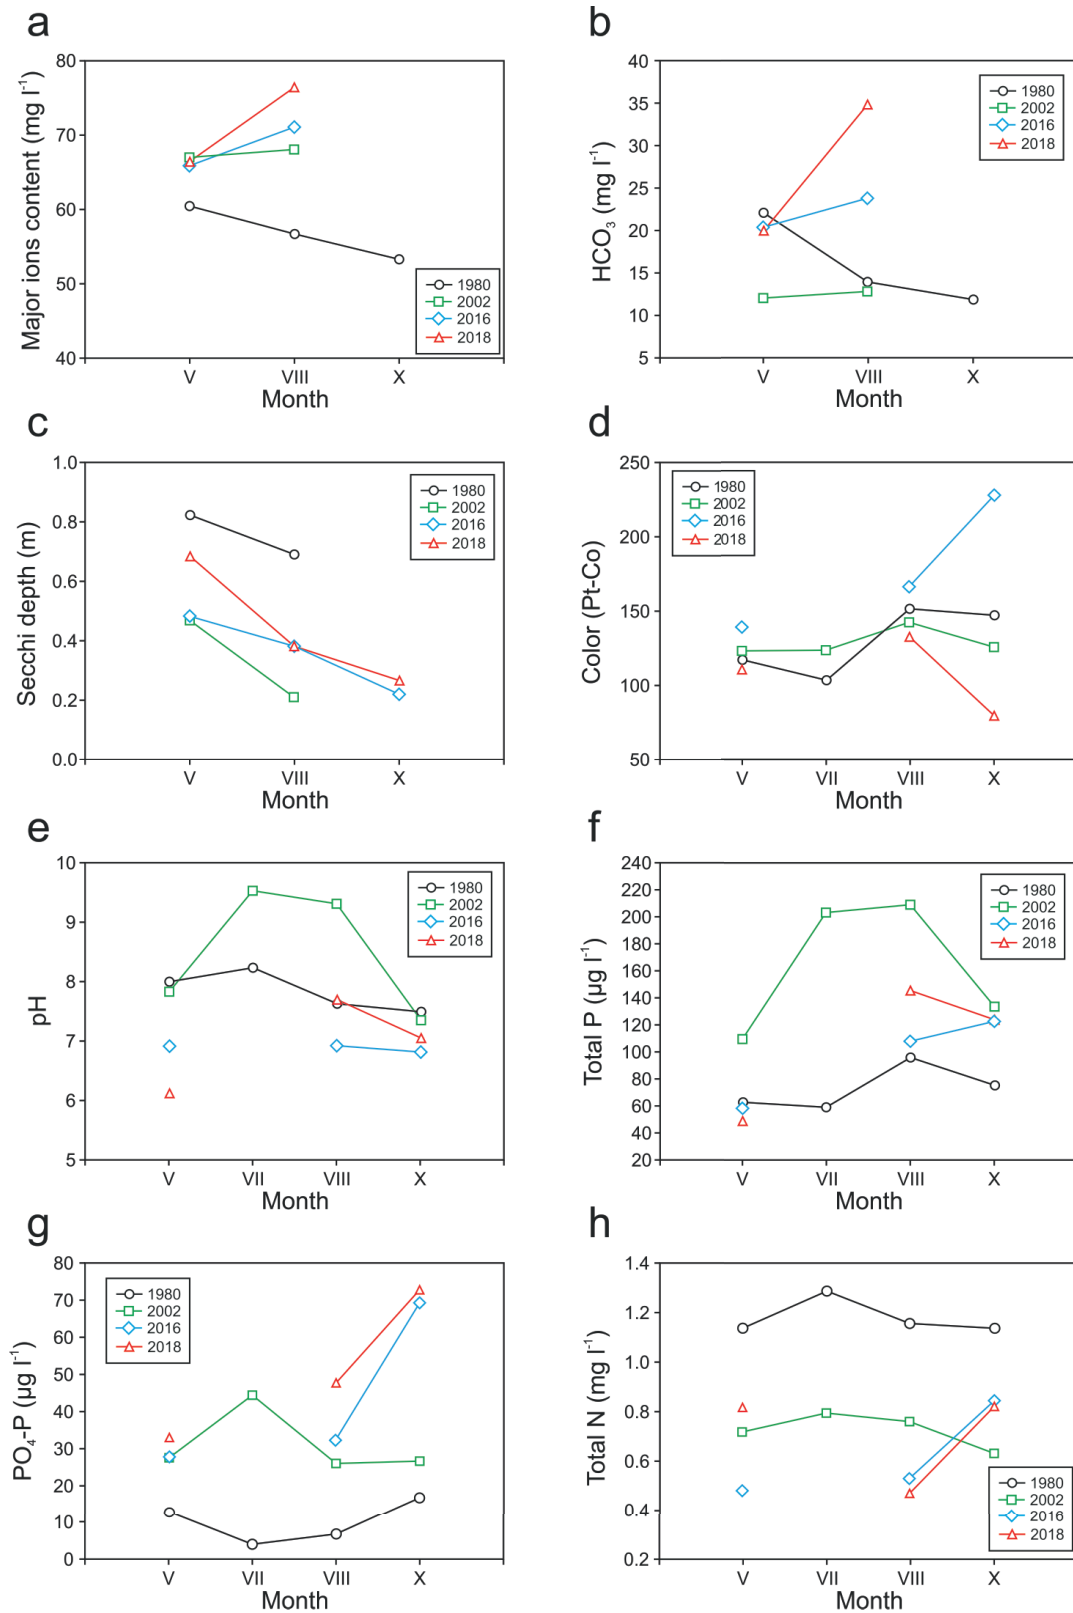 a
Major ions content (mg l⁻¹)
80
70
60
50
40
V VIII X
Month
1980
2002
2016
2018
b
HCO₃ (mg l⁻¹)
40
35
30
25
20
15
10
5
V VIII X
Month
1980
2002
2016
2018
c
Secchi depth (m)
1.0
0.8
0.6
0.4
0.2
0.0
V VIII X
Month
1980
2002
2016
2018
d
Color (Pt-Co)
250
200
150
100
50
V VII VIII X
Month
1980
2002
2016
2018
e
pH
10
9
8
7
6
5
V VII VIII X
Month
1980
2002
2016
2018
f
Total P (µg l⁻¹)
240
220
200
180
160
140
120
100
80
60
40
20
V VII VIII X
Month
1980
2002
2016
2018
g
PO₄-P (µg l⁻¹)
80
70
60
50
40
30
20
10
0
V VII VIII X
Month
1980
2002
2016
2018
h
Total N (mg l⁻¹)
1.4
1.2
1.0
0.8
0.6
0.4
0.2
V VII VIII X
Month
1980
2002
2016
2018